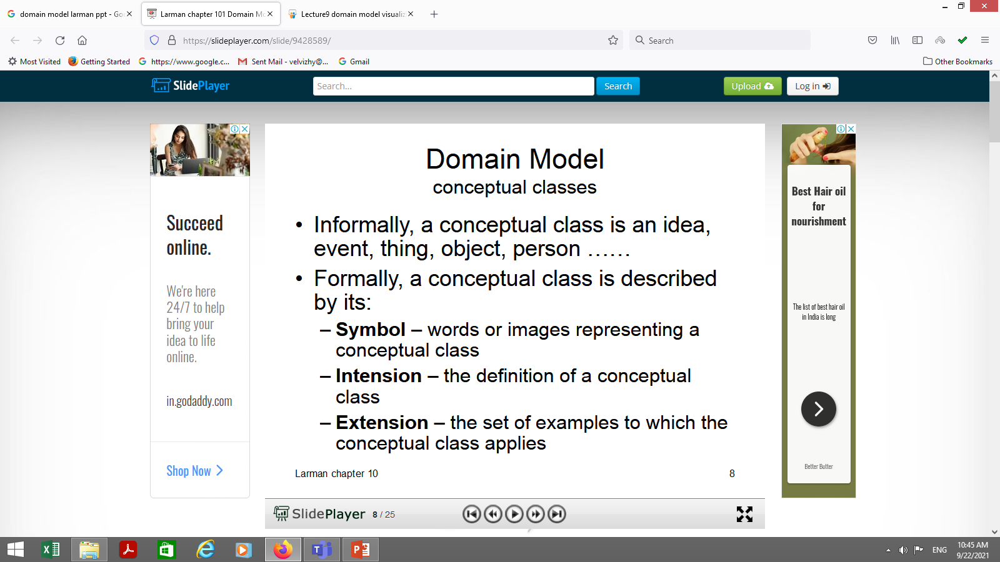 domain model larman ppt - Go
Larman chapter 101 Domain Mo
Lecture9 domain model visualiz
https://slideplayer.com/slide/9428589/
Search
Most Visited
Getting Started
https://www.google.c...
Sent Mail - velvizhy@...
Gmail
Other Bookmarks
SlidePlayer
Search...
Search
Upload
Log in
Succeed
online.
We're here
24/7 to help
bring your
idea to life
online.
in.godaddy.com
Shop Now
Domain Model
conceptual classes
• Informally, a conceptual class is an idea,
event, thing, object, person ……
• Formally, a conceptual class is described
by its:
– Symbol – words or images representing a
conceptual class
– Intension – the definition of a conceptual
class
– Extension – the set of examples to which the
conceptual class applies
Larman chapter 10
8
SlidePlayer
8 / 25
Best Hair oil
for
nourishment
The list of best hair oil
in India is long
Better Butter
ENG
10:45 AM
9/22/2021